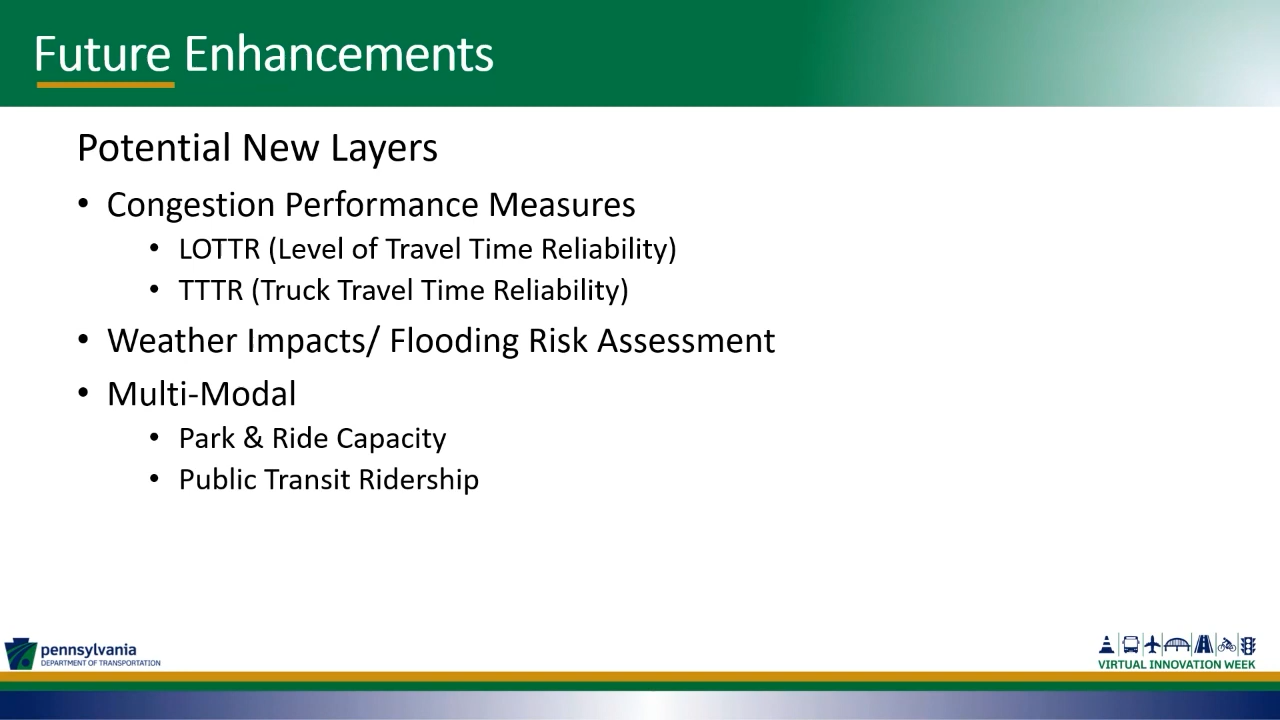 Future Enhancements
Potential New Layers
• Congestion Performance Measures
• LOTTR (Level of Travel Time Reliability)
• TTTR (Truck Travel Time Reliability)
• Weather Impacts/ Flooding Risk Assessment
• Multi-Modal
• Park & Ride Capacity
• Public Transit Ridership
pennsylvania
DEPARTMENT OF TRANSPORTATION
VIRTUAL INNOVATION WEEK